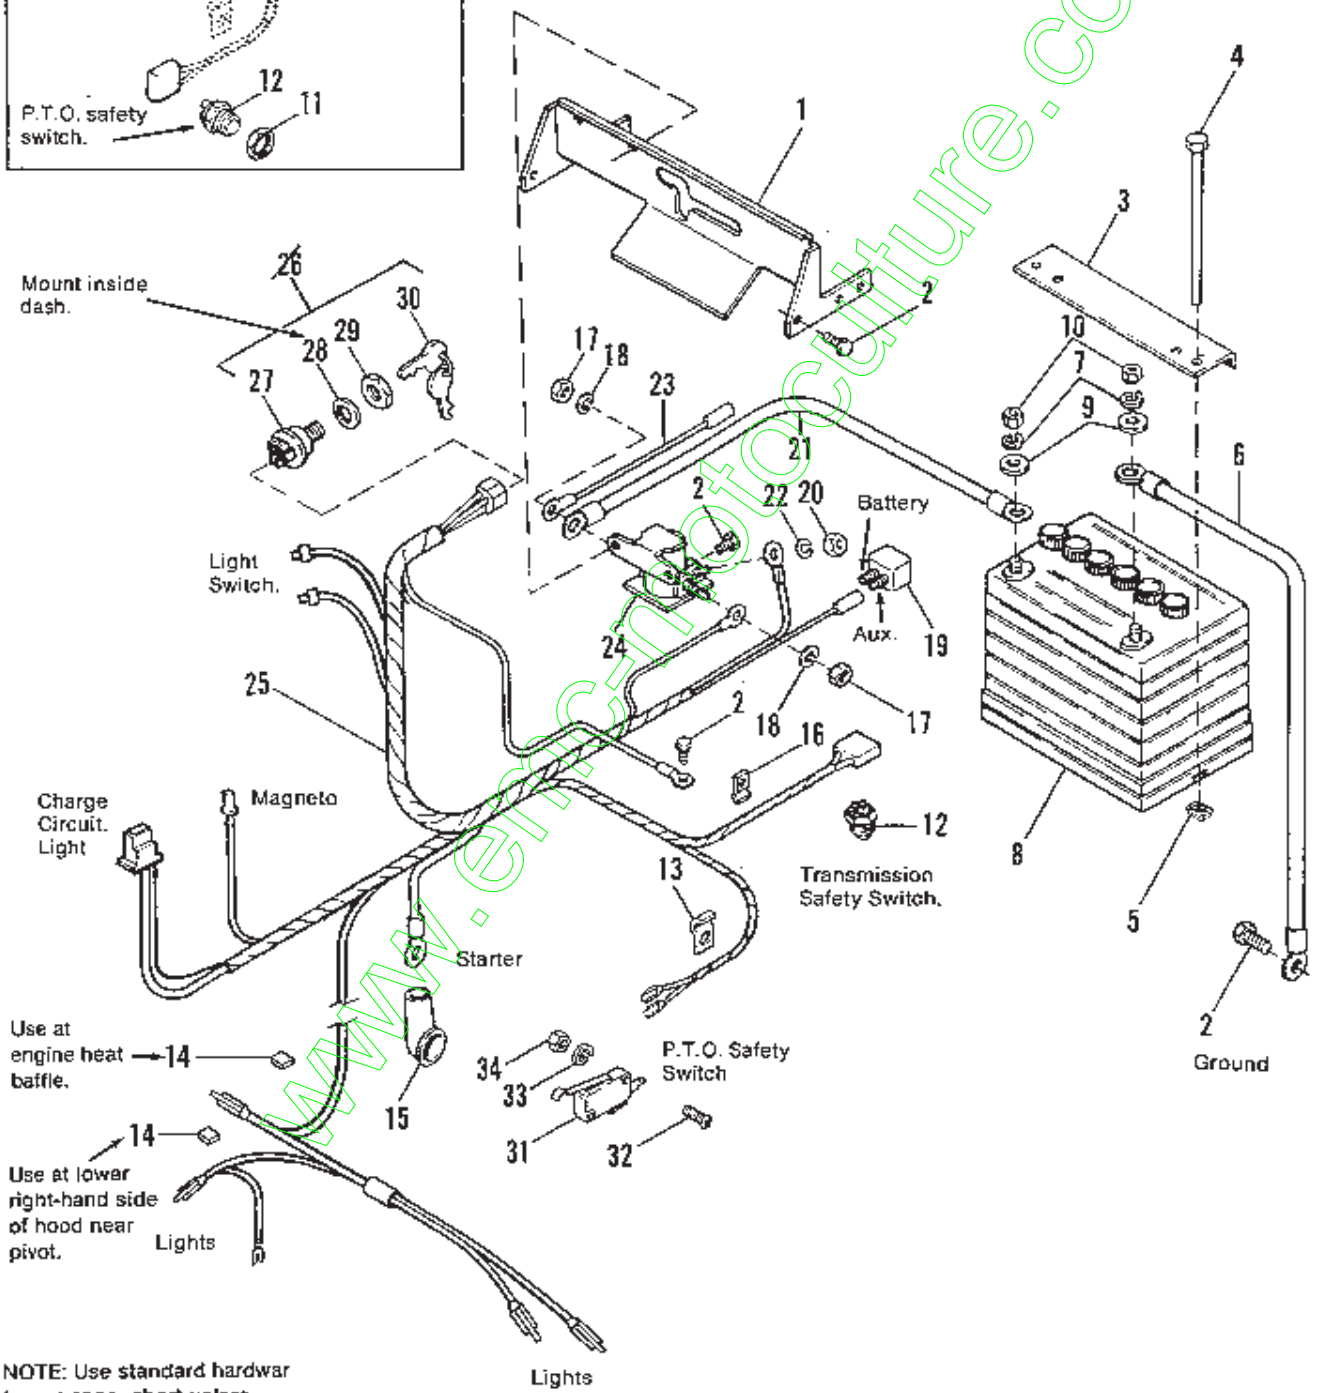 12
11
P.T.O. safety
switch.
1
4
3
26
Mount inside
dash.
30
29
28
27
17
18
23
2
10
7
9
21
6
2
22
20
Battery
Light
Switch.
24
Aux.
19
25
2
18
17
16
Charge
Circuit.
Light
Magneto
12
8
Transmission
Safety Switch.
13
5
Starter
2
Ground
Use at
engine heat
baffle.
14
15
34
33
P.T.O. Safety
Switch
31
32
14
Use at lower
right-hand side
of hood near
pivot.
Lights
Lights
NOTE: Use standard hardwar
www.emc-motoculture.co